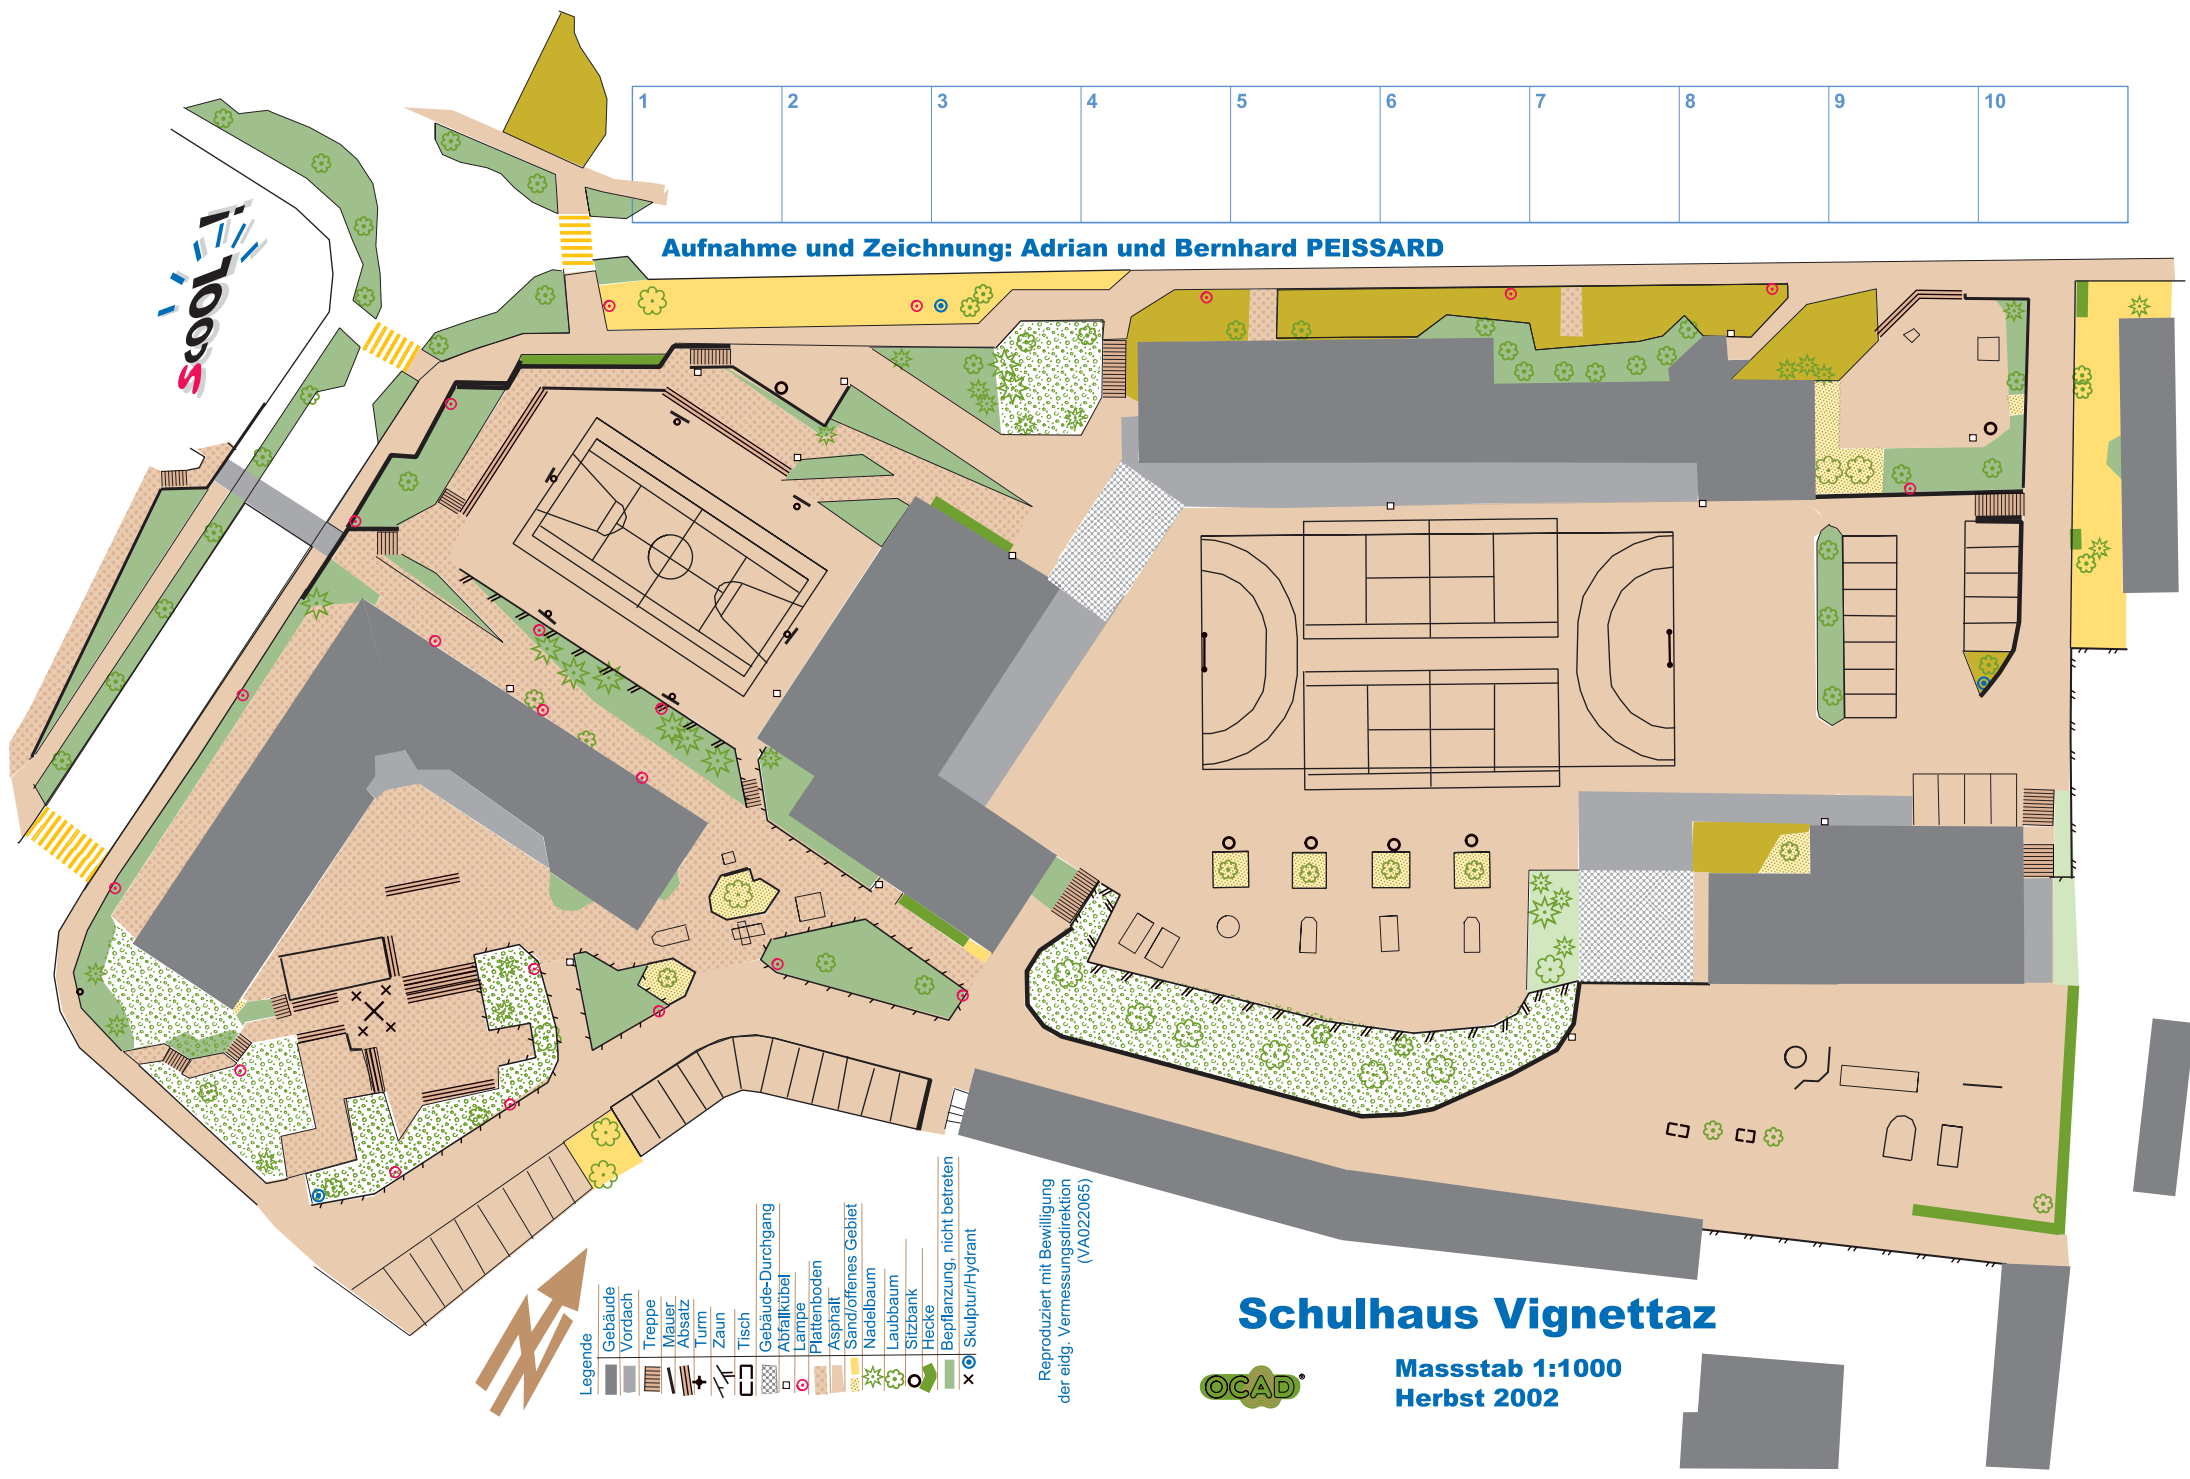 1 2 3 4 5 6 7 8 9 10
Aufnahme und Zeichnung: Adrian und Bernhard PEISSARD
scooL!
Legende
Gebäude
Vordach
Treppe
Mauer
Absatz
Turm
Zaun
Tisch
Gebäude-Durchgang
Abfallkübel
Lampe
Plattenboden
Asphalt
Sand/offenes Gebiet
Nadelbaum
Laubbaum
Sitzbank
Hecke
Bepflanzung, nicht betreten
Skulptur/Hydrant
Reproduziert mit Bewilligung
der eidg. Vermessungsdirektion
(VA022065)
Schulhaus Vignettaz
OCAD®
Massstab 1:1000
Herbst 2002